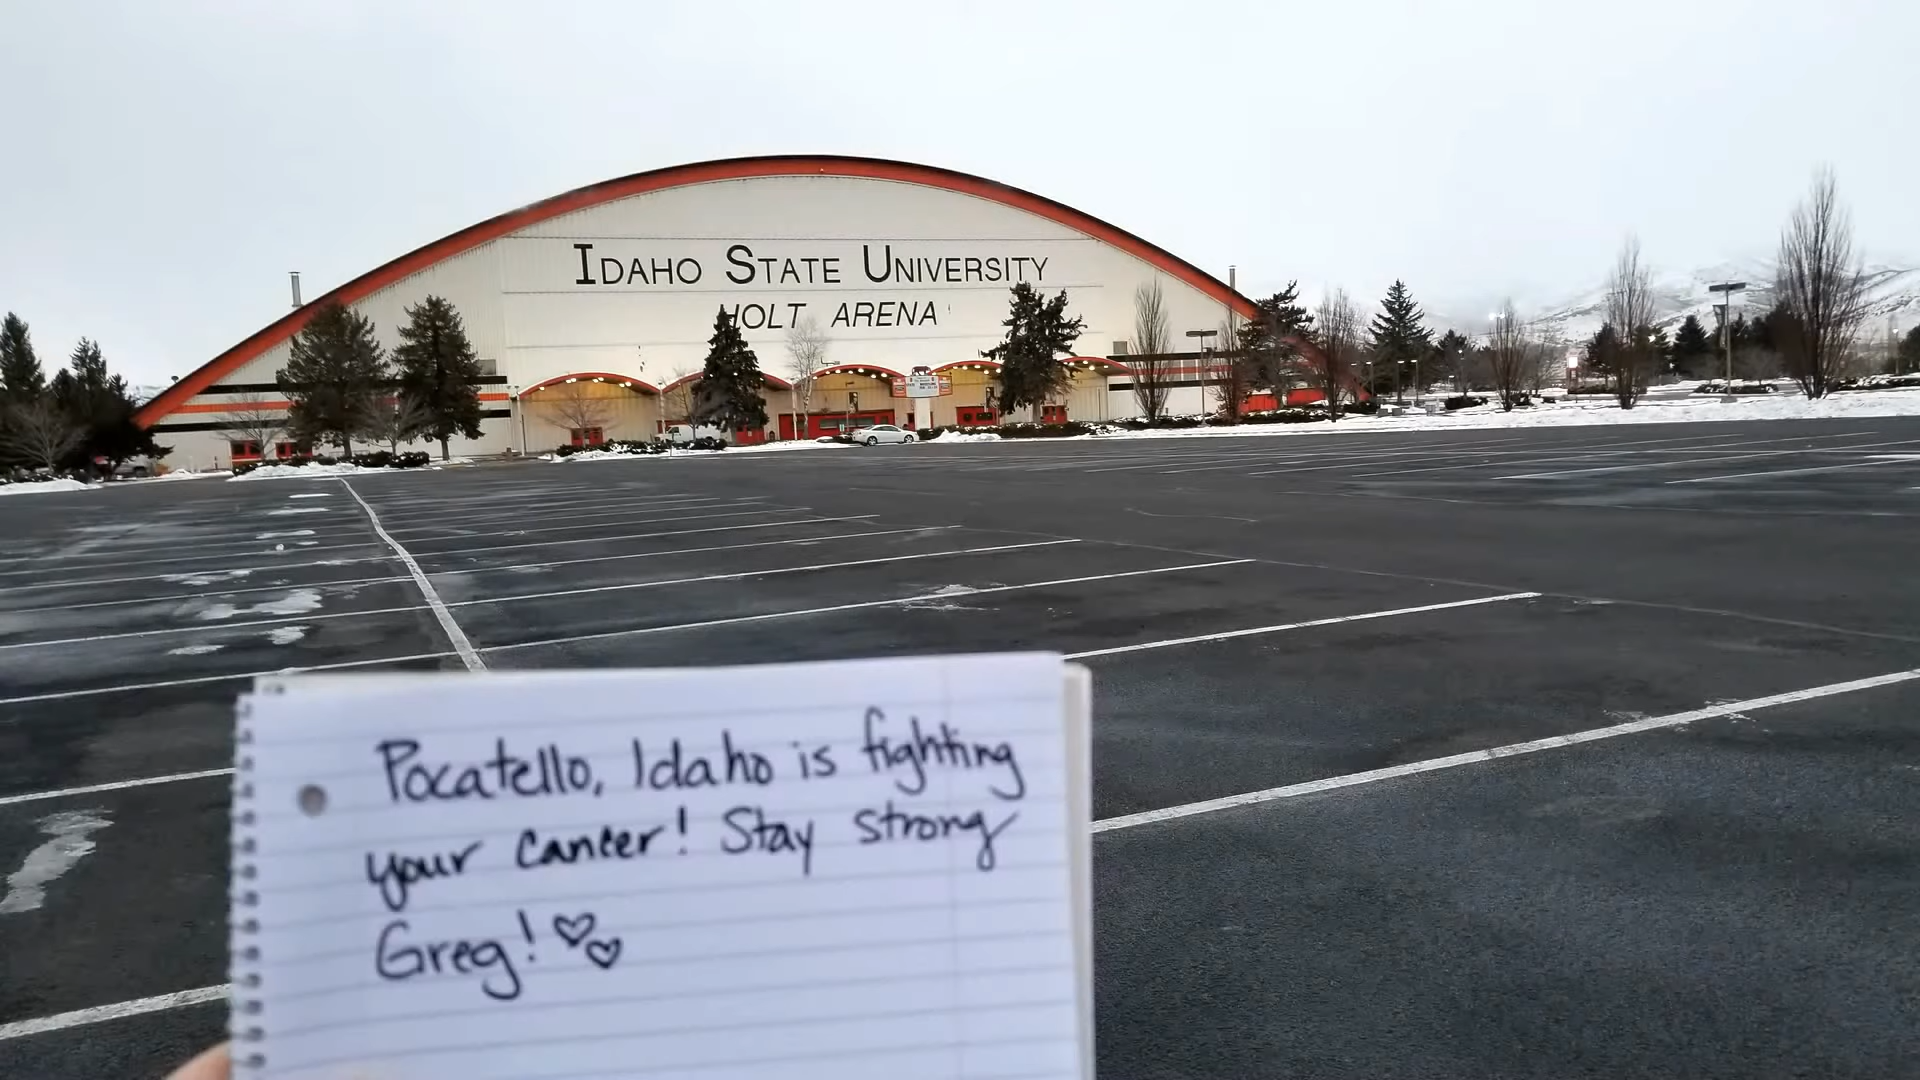 IDAHO STATE UNIVERSITY
HOLT ARENA
Pocatello, Idaho is fighting
your cancer! Stay strong
Greg! ♡♡